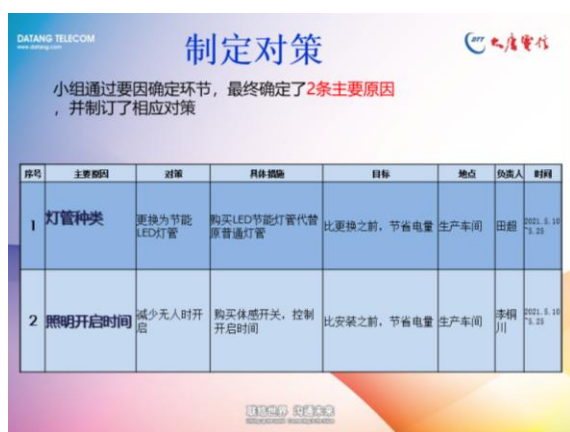 DATANG TELECOM
www.datang.com
制定对策
大唐电信
小组通过要因确定环节，最终确定了2条主要原因
，并制订了相应对策
序号 主要原因 对策 具体措施 目标 地点 负责人 时间
1 灯管种类 更换为节能LED灯管 购买LED节能灯管代替原普通灯管 比更换之前，节省电量 生产车间 田超 2021.5.10~5.25
2 照明开启时间 减少无人时开启 购买体感开关，控制开启时间 比安装之前，节省电量 生产车间 李桐川 2021.5.10~5.25
联络世界 沟通未来